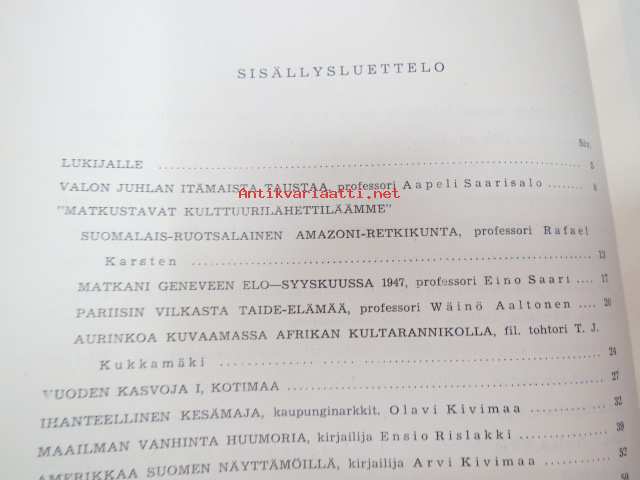 SISÄLLYSLUETTELO
Antikvariaatti.net
Siv.
LUKIJALLE 5
VALON JUHLAN ITÄMAISTA TAUSTAA, professori Aapeli Saarisalo
"MATKUSTAVAT KULTTUURILÄHETTILÄÄMME"
SUOMALAIS-RUOTSALAINEN AMAZONI-RETKIKUNTA, professori Rafael
Karsten 13
MATKANI GENEVEEN ELO—SYYSKUUSSA 1947, professori Eino Saari 17
PARIISIN VILKASTA TAIDE-ELÄMÄÄ, professori Wäinö Aaltonen 20
AURINKOA KUVAAMASSA AFRIKAN KULTARANNIKOLLA, fil. tohtori T. J.
Kukkamäki 24
VUODEN KASVOJA I, KOTIMAA 27
IHANTEELLINEN KESÄMAJA, kaupunginarkkit. Olavi Kivimaa 32
MAAILMAN VANHINTA HUUMORIA, kirjailija Ensio Rislakki 39
AMERIKKAA SUOMEN NÄYTTÄMÖILLÄ, kirjailija Arvi Kivimaa 52